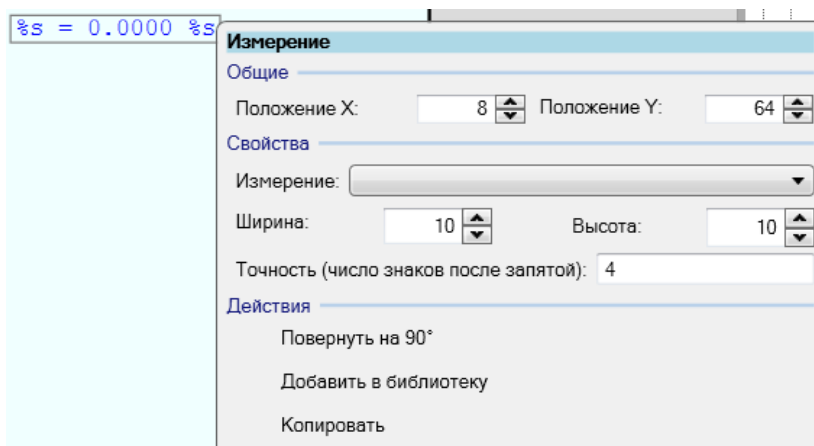 %s = 0.0000 %s
Измерение
Общие
Положение X: 8 Положение Y: 64
Свойства
Измерение:
Ширина: 10 Высота: 10
Точность (число знаков после запятой): 4
Действия
Повернуть на 90°
Добавить в библиотеку
Копировать